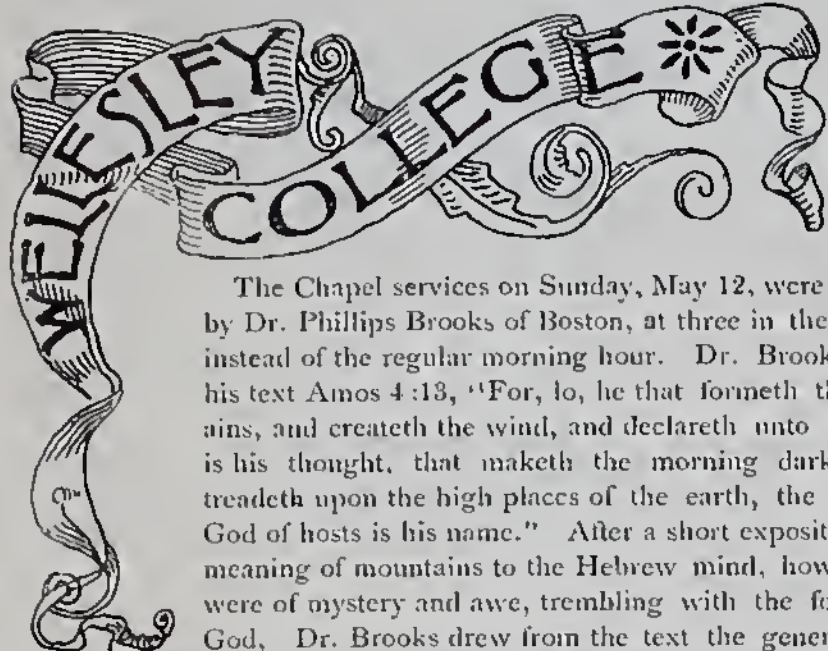 WELLESLEY
COLLEGE
The Chapel services on Sunday, May 12, were
by Dr. Phillips Brooks of Boston, at three in the
instead of the regular morning hour. Dr. Brook
his text Amos 4:13, "For, lo, he that formeth th
ains, and createth the wind, and declareth unto
is his thought, that maketh the morning dark
treadeth upon the high places of the earth, the
God of hosts is his name." After a short exposit
meaning of mountains to the Hebrew mind, how
were of mystery and awe, trembling with the fo
God, Dr. Brooks drew from the text the gener